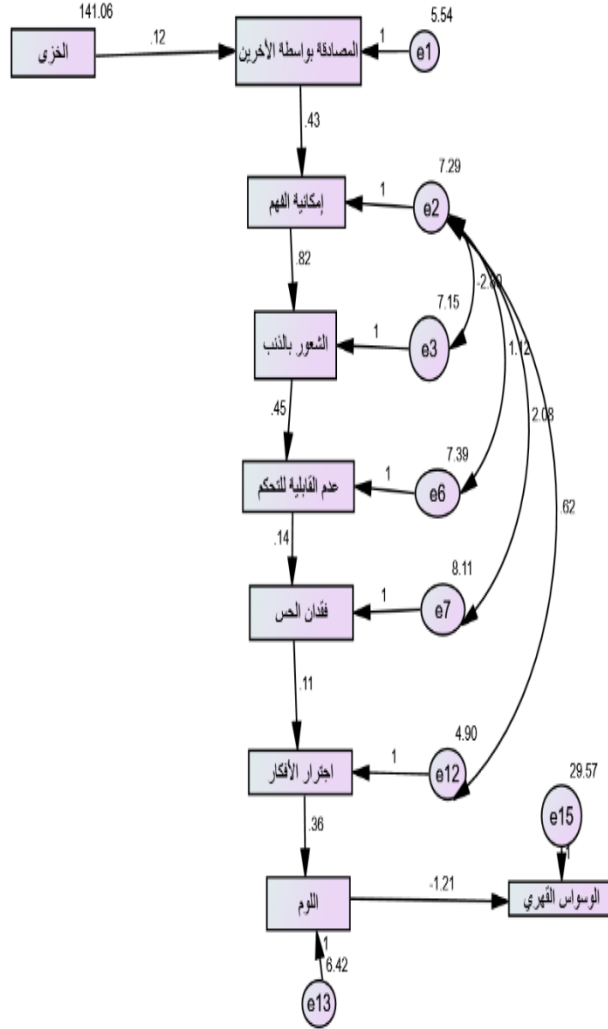 141.06
5.54
الخزى
.12
المصادقة بواسطة الأخرين
1
e1
.43
7.29
إمكانية الفهم
1
e2
.82
-2.80
7.15
الشعور بالذنب
1
e3
1.12
.45
2.08
7.39
عدم القابلية للتحكم
1
e6
.62
.14
8.11
فقدان الحس
1
e7
.11
4.90
اجترار الأفكار
1
e12
29.57
.36
e15
1
-1.21
اللوم
الوسواس القهري
1
6.42
e13